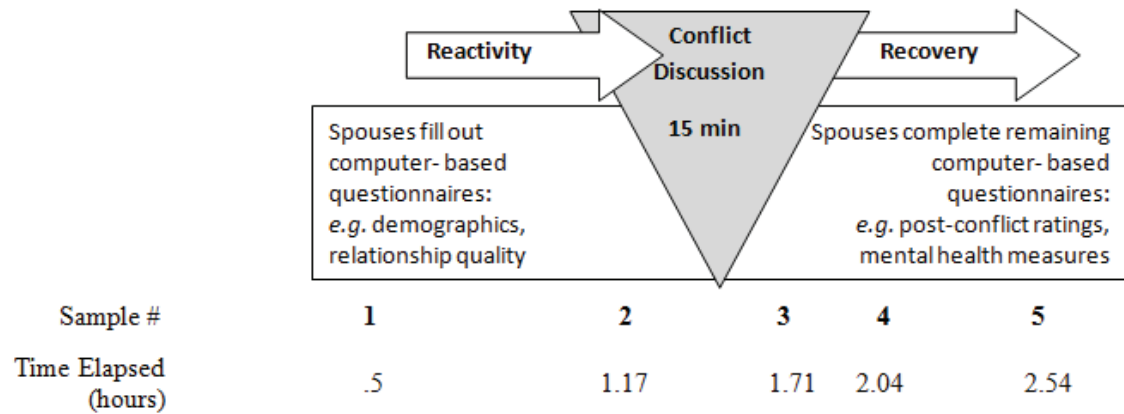 Reactivity
Conflict
Discussion
15 min
Recovery
Spouses fill out
computer- based
questionnaires:
e.g. demographics,
relationship quality
Spouses complete remaining
computer- based
questionnaires:
e.g. post-conflict ratings,
mental health measures
Sample # 1 2 3 4 5
Time Elapsed
(hours) .5 1.17 1.71 2.04 2.54